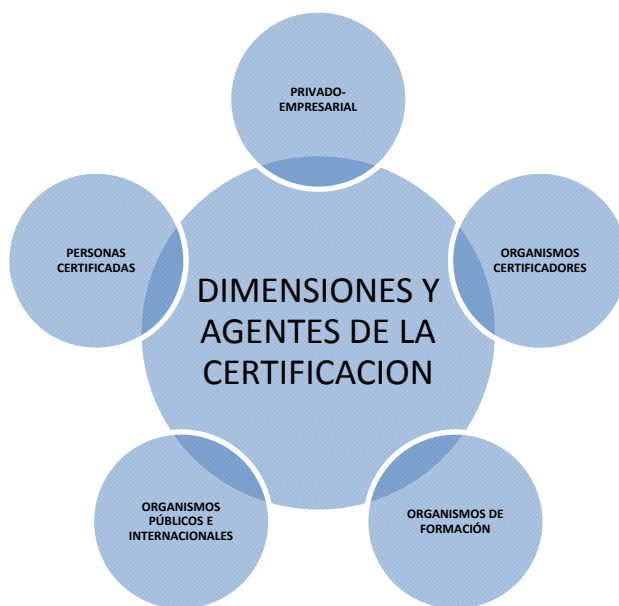 PRIVADO-
EMPRESARIAL
PERSONAS
CERTIFICADAS
ORGANISMOS
CERTIFICADORES
DIMENSIONES Y
AGENTES DE LA
CERTIFICACION
ORGANISMOS
PÚBLICOS E
INTERNACIONALES
ORGANISMOS DE
FORMACIÓN